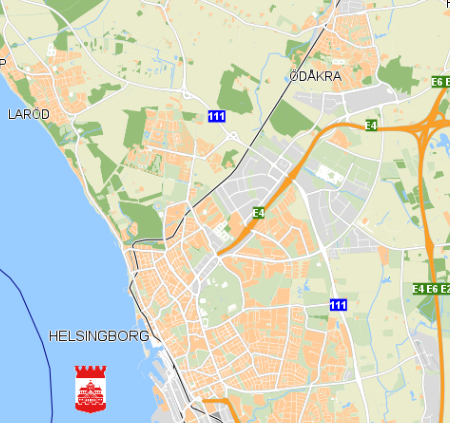 P
ÖDÅKRA
E6 E
LARÖD
111
E4
E4
E4 E6 E2
111
HELSINGBORG